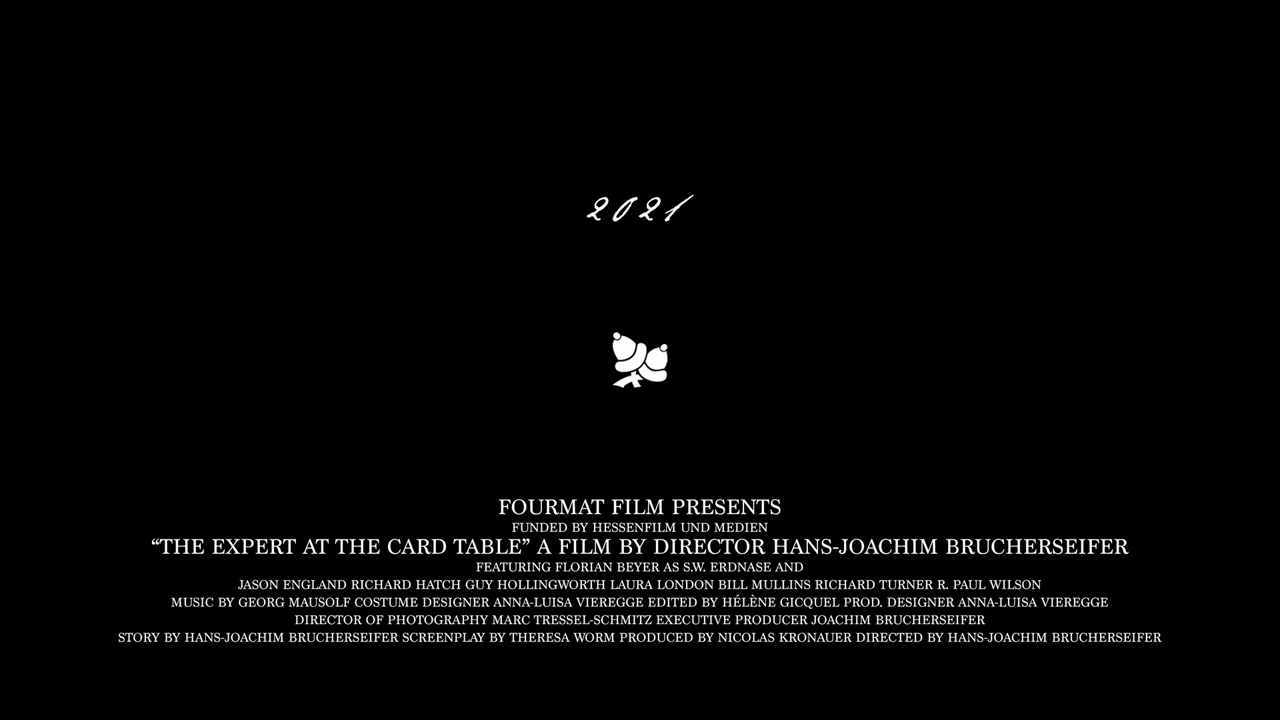 2021
FOURMAT FILM PRESENTS
FUNDED BY HESSENFILM UND MEDIEN
“THE EXPERT AT THE CARD TABLE” A FILM BY DIRECTOR HANS-JOACHIM BRUCHERSEIFER
FEATURING FLORIAN BEYER AS S.W. ERDNASE AND
JASON ENGLAND RICHARD HATCH GUY HOLLINGWORTH LAURA LONDON BILL MULLINS RICHARD TURNER R. PAUL WILSON
MUSIC BY GEORG MAUSOLF COSTUME DESIGNER ANNA-LUISA VIEREGGE EDITED BY HÉLÈNE GICQUEL PROD. DESIGNER ANNA-LUISA VIEREGGE
DIRECTOR OF PHOTOGRAPHY MARC TRESSEL-SCHMITZ EXECUTIVE PRODUCER JOACHIM BRUCHERSEIFER
STORY BY HANS-JOACHIM BRUCHERSEIFER SCREENPLAY BY THERESA WORM PRODUCED BY NICOLAS KRONAUER DIRECTED BY HANS-JOACHIM BRUCHERSEIFER